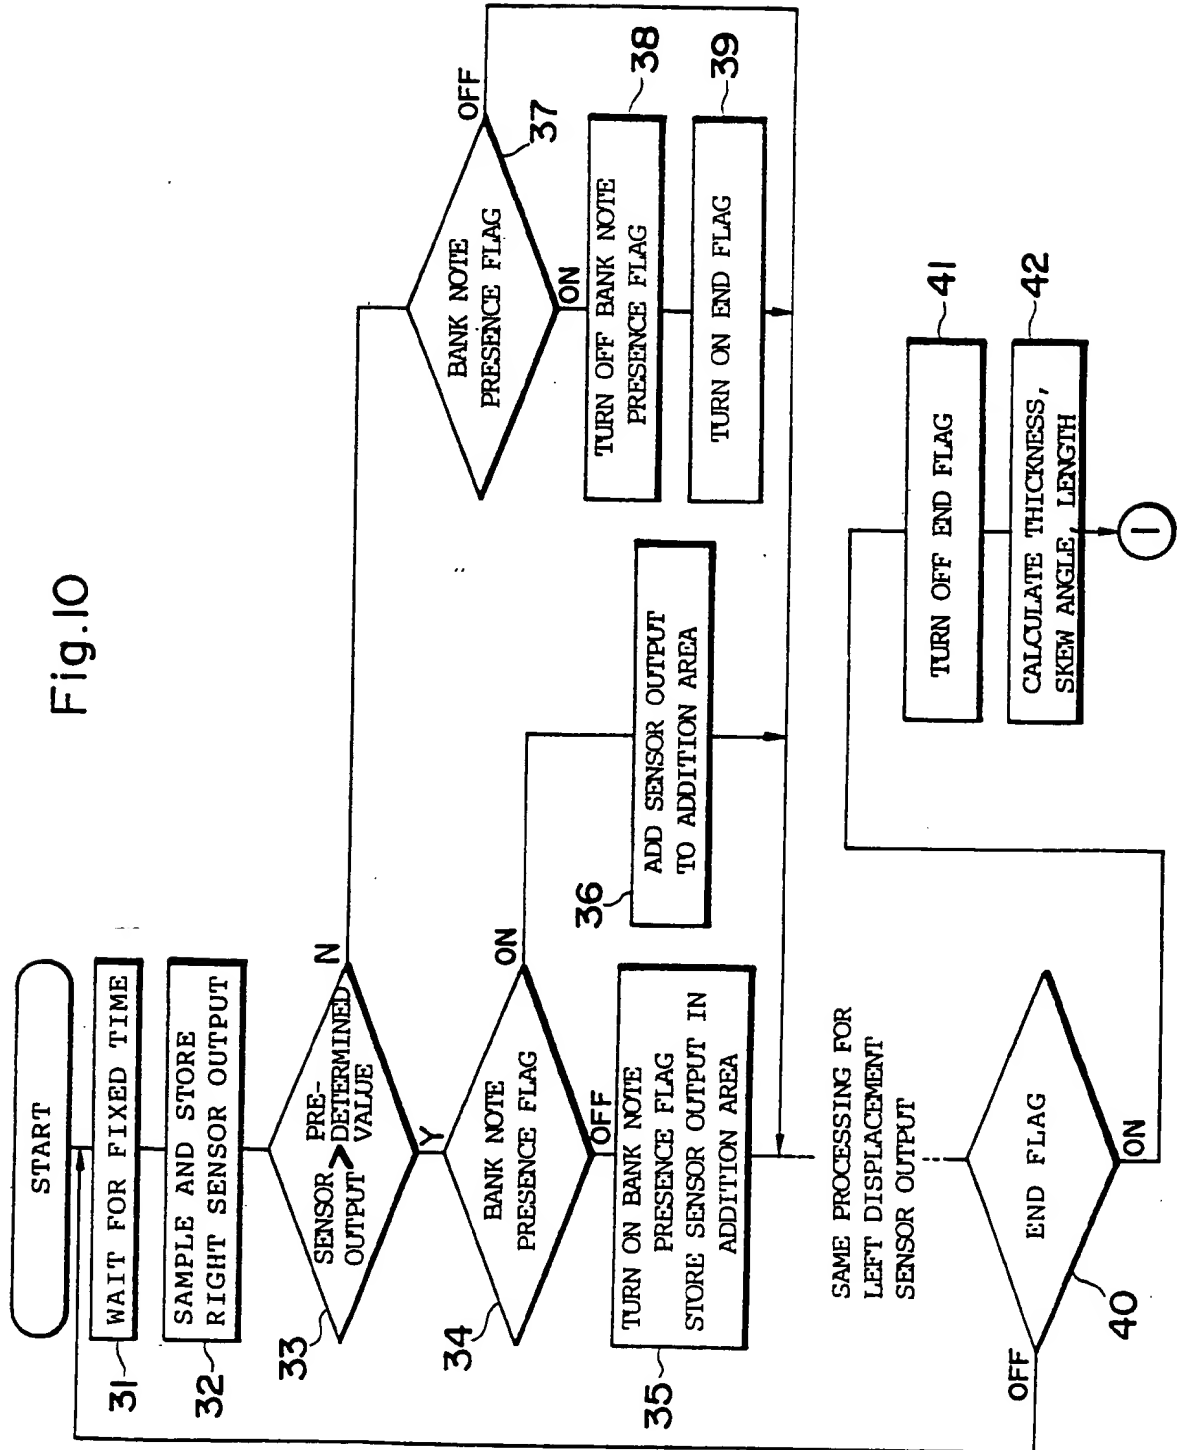 Fig.10
START
31
WAIT FOR FIXED TIME
32
SAMPLE AND STORE
RIGHT SENSOR OUTPUT
33
SENSOR
OUTPUT
>
PRE-
DETERMINED
VALUE
N
Y
34
BANK NOTE
PRESENCE FLAG
ON
OFF
35
TURN ON BANK NOTE
PRESENCE FLAG
STORE SENSOR OUTPUT IN
ADDITION AREA
36
ADD SENSOR OUTPUT
TO ADDITION AREA
BANK NOTE
PRESENCE FLAG
OFF
37
ON
TURN OFF BANK NOTE
PRESENCE FLAG
38
TURN ON END FLAG
39
SAME PROCESSING FOR
LEFT DISPLACEMENT
SENSOR OUTPUT
END FLAG
40
OFF
ON
TURN OFF END FLAG
41
CALCULATE THICKNESS,
SKEW ANGLE, LENGTH
42
1